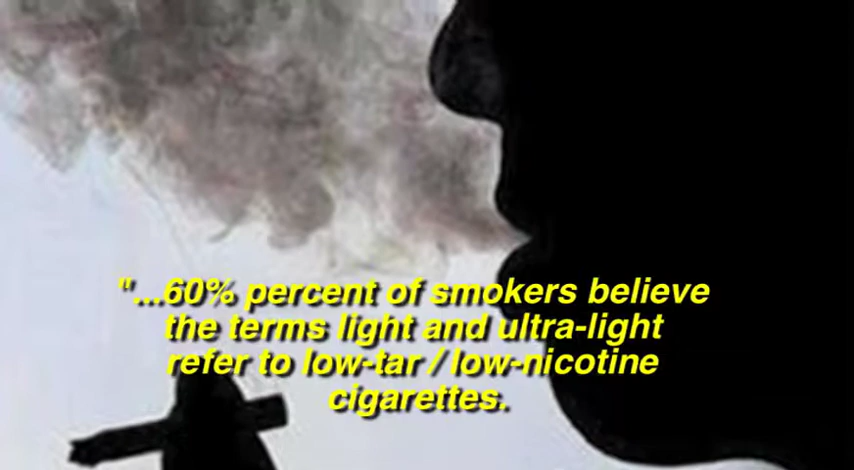 "...60% percent of smokers believe
the terms light and ultra-light
refer to low-tar / low-nicotine
cigarettes.